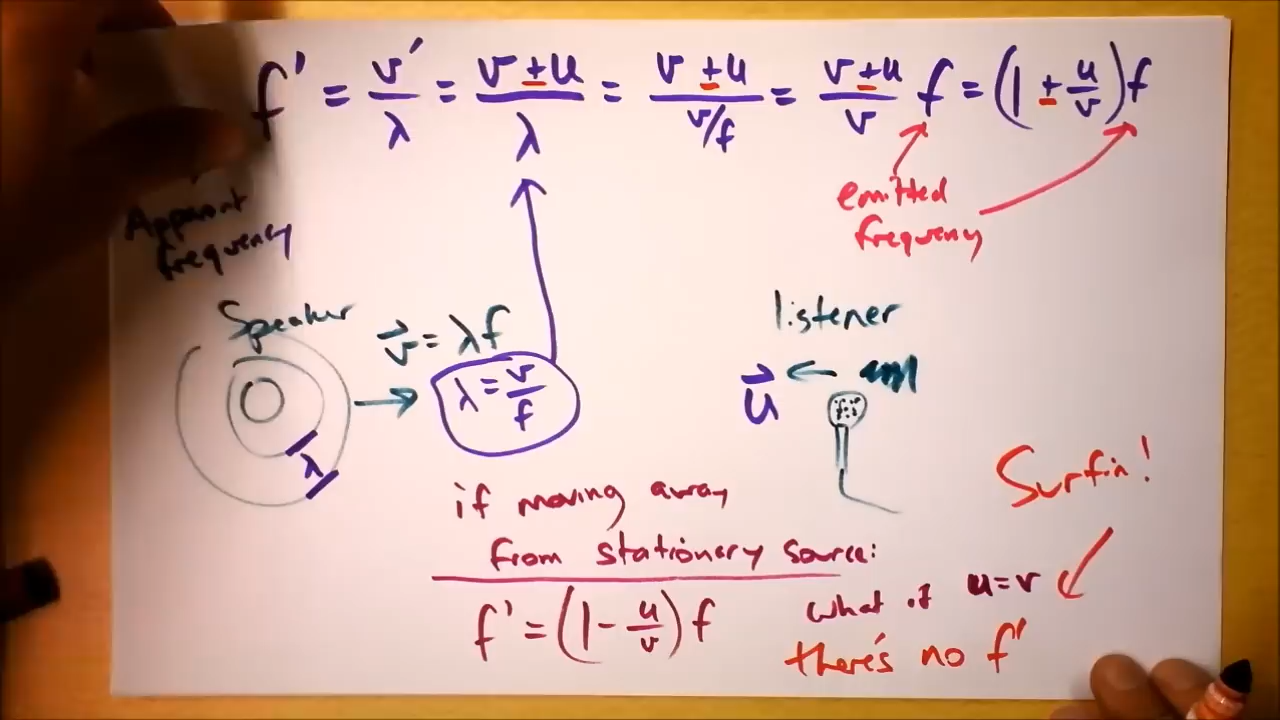 f' = v'/λ = v ± u/λ = v ± u/v/f = v ± u/v f = (1 ± u/v) f
emitted
frequency
Apparent
frequency
Speaker
v⃗ = λf
λ = v/f
λ
listener
u⃗
Surfin!
if moving away
from stationary source:
f' = (1 - u/v) f
what if u = v
there's no f'